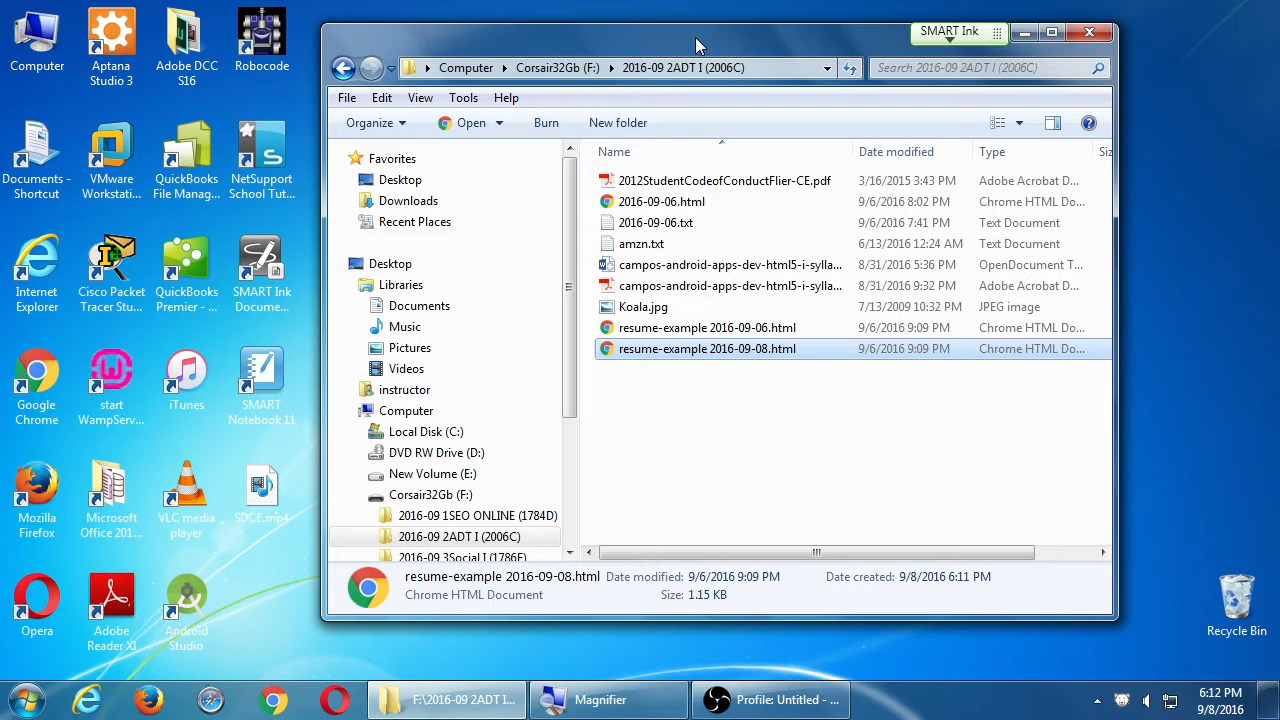 Computer
Aptana Studio 3
Adobe DCC S16
Robocode
Documents - Shortcut
VMware Workstati...
QuickBooks File Manag...
NetSupport School Tut...
Internet Explorer
Cisco Packet Tracer Stu...
QuickBooks Premier - ...
SMART Ink Docume...
Google Chrome
start WampServ...
iTunes
SMART Notebook 11
Mozilla Firefox
Microsoft Office 201...
VLC media player
SDCE.mp4
Opera
Adobe Reader XI
Android Studio
Recycle Bin
SMART Ink
Computer Corsair32Gb (F:) 2016-09 2ADT I (2006C)
Search 2016-09 2ADT I (2006C)
File Edit View Tools Help
Organize Open Burn New folder
Favorites
Desktop
Downloads
Recent Places
Desktop
Libraries
Documents
Music
Pictures
Videos
instructor
Computer
Local Disk (C:)
DVD RW Drive (D:)
New Volume (E:)
Corsair32Gb (F:)
2016-09 1SEO ONLINE (1784D)
2016-09 2ADT I (2006C)
2016-09 3Social I (1786F)
Name Date modified Type Siz
2012StudentCodeofConductFlier-CE.pdf 3/16/2015 3:43 PM Adobe Acrobat D...
2016-09-06.html 9/6/2016 8:02 PM Chrome HTML Do...
2016-09-06.txt 9/6/2016 7:41 PM Text Document
amzn.txt 6/13/2016 12:24 AM Text Document
campos-android-apps-dev-html5-i-sylla... 8/31/2016 5:36 PM OpenDocument T...
campos-android-apps-dev-html5-i-sylla... 8/31/2016 9:32 PM Adobe Acrobat D...
Koala.jpg 7/13/2009 10:32 PM JPEG image
resume-example 2016-09-06.html 9/6/2016 9:09 PM Chrome HTML Do...
resume-example 2016-09-08.html 9/6/2016 9:09 PM Chrome HTML Do...
resume-example 2016-09-08.html Date modified: 9/6/2016 9:09 PM Date created: 9/8/2016 6:11 PM
Chrome HTML Document Size: 1.15 KB
F:\2016-09 2ADT I... Magnifier Profile: Untitled - ...
6:12 PM
9/8/2016